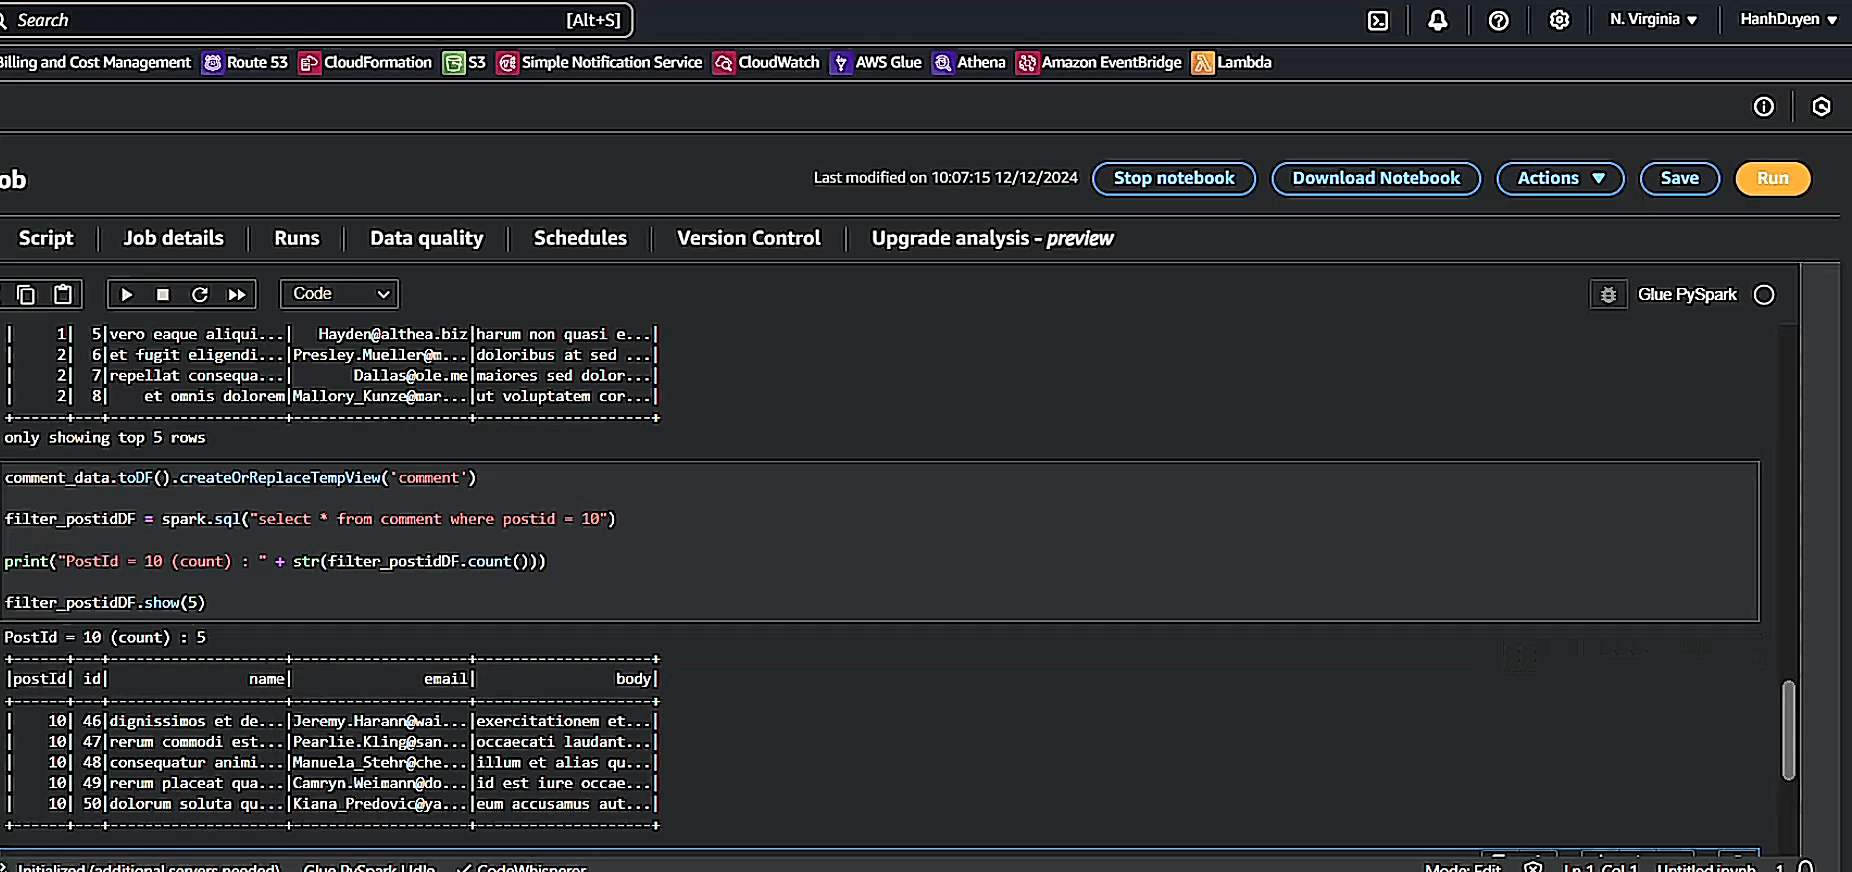 Search [Alt+S] N. Virginia ▼ HanhDuyen ▼
Billing and Cost Management Route 53 CloudFormation S3 Simple Notification Service CloudWatch AWS Glue Athena Amazon EventBridge Lambda
ob Last modified on 10:07:15 12/12/2024 Stop notebook Download Notebook Actions ▼ Save Run
Script Job details Runs Data quality Schedules Version Control Upgrade analysis - preview
Code Glue PySpark
|     1|  5|vero eaque aliqui...|   Hayden@althea.biz|harum non quasi e...|
|     2|  6|et fugit eligendi...|Presley.Mueller@m...|doloribus at sed ...|
|     2|  7|repellat consequa...|       Dallas@ole.me|maiores sed dolor...|
|     2|  8|    et omnis dolorem|Mallory_Kunze@mar...|ut voluptatem cor...|
+------+---+--------------------+--------------------+--------------------+
only showing top 5 rows
comment_data.toDF().createOrReplaceTempView('comment')
filter_postidDF = spark.sql("select * from comment where postid = 10")
print("PostId = 10 (count) : " + str(filter_postidDF.count()))
filter_postidDF.show(5)
PostId = 10 (count) : 5
+------+---+--------------------+--------------------+--------------------+
|postId| id|                name|               email|                body|
+------+---+--------------------+--------------------+--------------------+
|    10| 46|dignissimos et de...|Jeremy.Harann@wai...|exercitationem et...|
|    10| 47|rerum commodi est...|Pearlie.Kling@san...|occaecati laudant...|
|    10| 48|consequatur animi...|Manuela_Stehr@che...|illum et alias qu...|
|    10| 49|rerum placeat qua...|Camryn.Weimann@do...|id est iure occae...|
|    10| 50|dolorum soluta qu...|Kiana_Predovic@ya...|eum accusamus aut...|
+------+---+--------------------+--------------------+--------------------+
Initialized (additional servers needed) Glue PySpark | Idle CodeWhisperer Mode: Edit Ln 1, Col 1 Untitled.ipynb 1